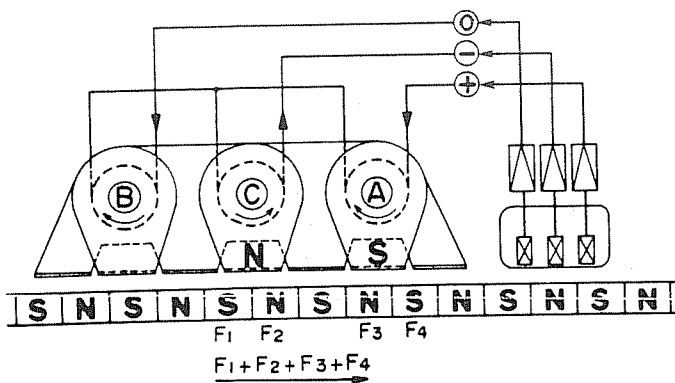 O
−
+
B C A
N S
S N S N S N S N S N S N S N
F1 F2 F3 F4
F1+F2+F3+F4